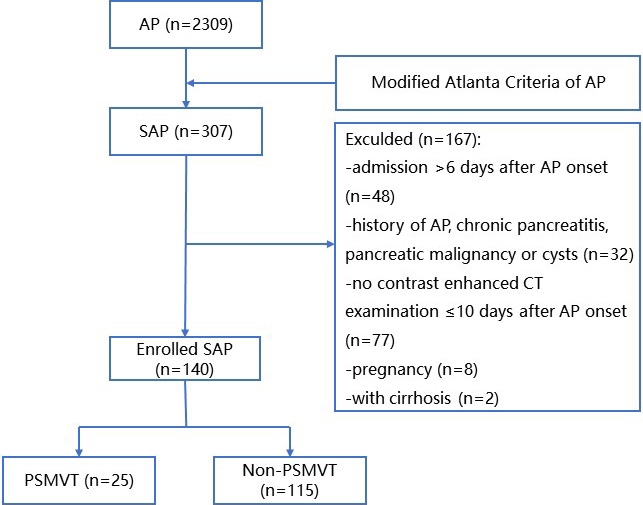 AP (n=2309)
Modified Atlanta Criteria of AP
SAP (n=307)
Exculded (n=167):
-admission >6 days after AP onset
(n=48)
-history of AP, chronic pancreatitis,
pancreatic malignancy or cysts (n=32)
-no contrast enhanced CT
examination ≤10 days after AP onset
(n=77)
-pregnancy (n=8)
-with cirrhosis (n=2)
Enrolled SAP
(n=140)
PSMVT (n=25)
Non-PSMVT
(n=115)